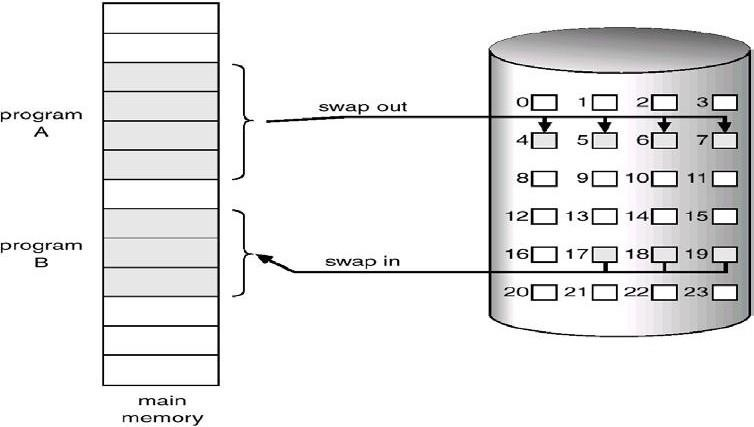 program
A
swap out
program
B
swap in
main
memory
0 1 2 3
4 5 6 7
8 9 10 11
12 13 14 15
16 17 18 19
20 21 22 23